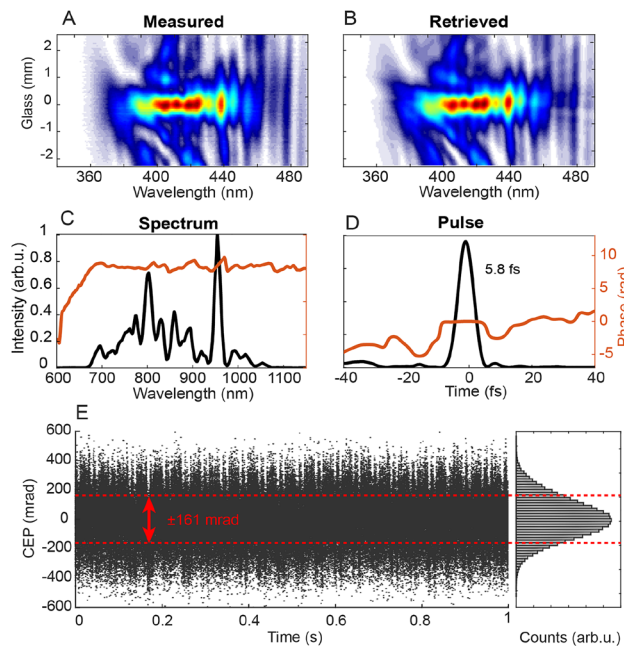 A Measured
B Retrieved
Glass (mm)
2
1
0
-1
-2
360 400 440 480
Wavelength (nm)
360 400 440 480
Wavelength (nm)
C Spectrum
D Pulse
Intensity (arb.u.)
1
0.8
0.6
0.4
0.2
0
600 700 800 900 1000 1100
Wavelength (nm)
5.8 fs
10
5
0
-5
Phase (rad)
-40 -20 0 20 40
Time (fs)
E
CEP (mrad)
600
400
200
0
-200
-400
-600
±161 mrad
0 0.2 0.4 0.6 0.8 1
Time (s)
Counts (arb.u.)